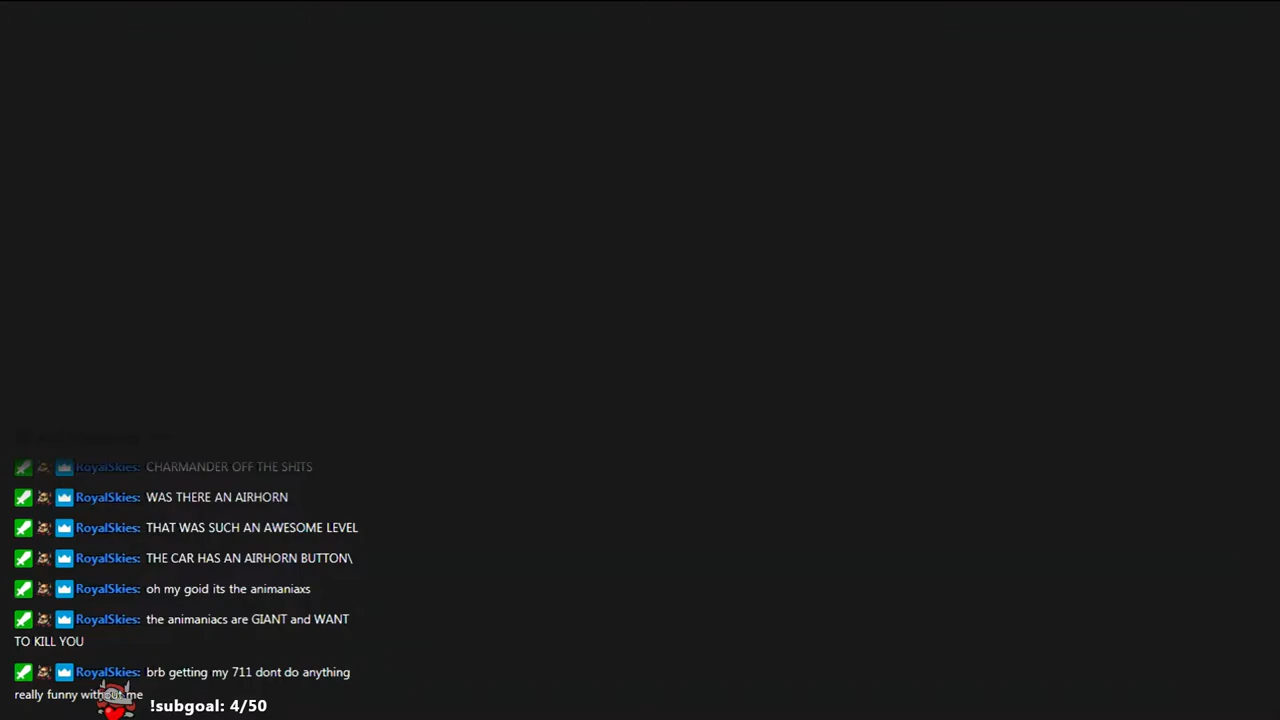 RoyalSkies: CHARMANDER OFF THE SHITS
RoyalSkies: WAS THERE AN AIRHORN
RoyalSkies: THAT WAS SUCH AN AWESOME LEVEL
RoyalSkies: THE CAR HAS AN AIRHORN BUTTON\
RoyalSkies: oh my goid its the animaniaxs
RoyalSkies: the animaniacs are GIANT and WANT
TO KILL YOU
RoyalSkies: brb getting my 711 dont do anything
really funny without me
!subgoal: 4/50